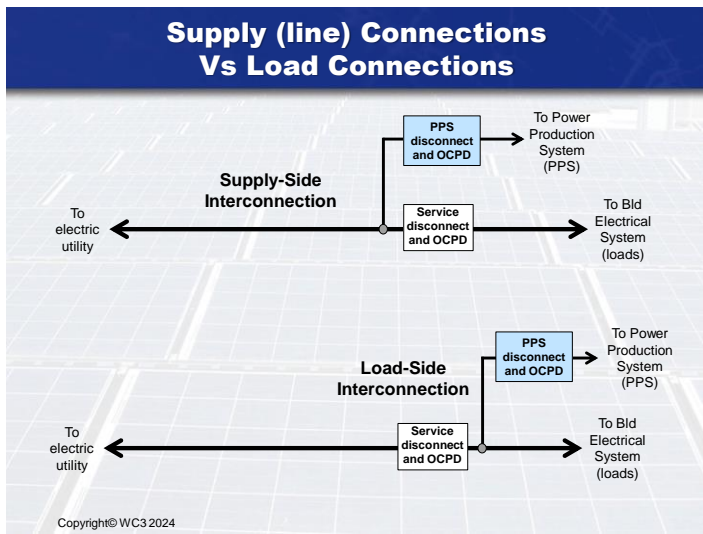 Supply (line) Connections
Vs Load Connections
PPS
disconnect
and OCPD
To Power
Production
System
(PPS)
Supply-Side
Interconnection
To
electric
utility
Service
disconnect
and OCPD
To Bld
Electrical
System
(loads)
PPS
disconnect
and OCPD
To Power
Production
System
(PPS)
Load-Side
Interconnection
To
electric
utility
Service
disconnect
and OCPD
To Bld
Electrical
System
(loads)
Copyright© WC3 2024